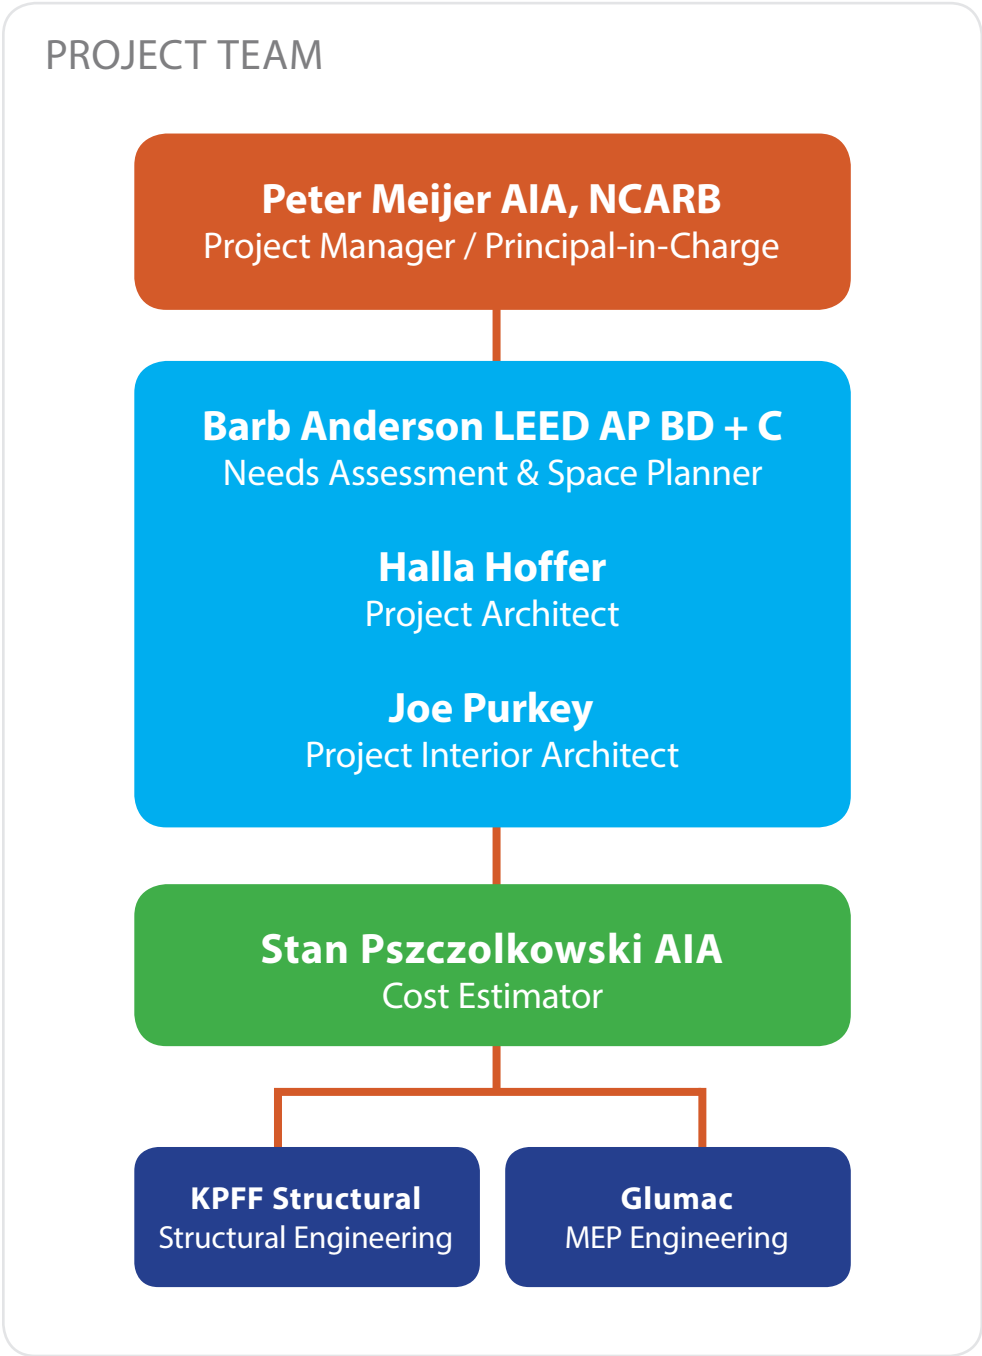 PROJECT TEAM
Peter Meijer AIA, NCARB
Project Manager / Principal-in-Charge
Barb Anderson LEED AP BD + C
Needs Assessment & Space Planner
Halla Hoffer
Project Architect
Joe Purkey
Project Interior Architect
Stan Pszczolkowski AIA
Cost Estimator
KPFF Structural
Structural Engineering
Glumac
MEP Engineering